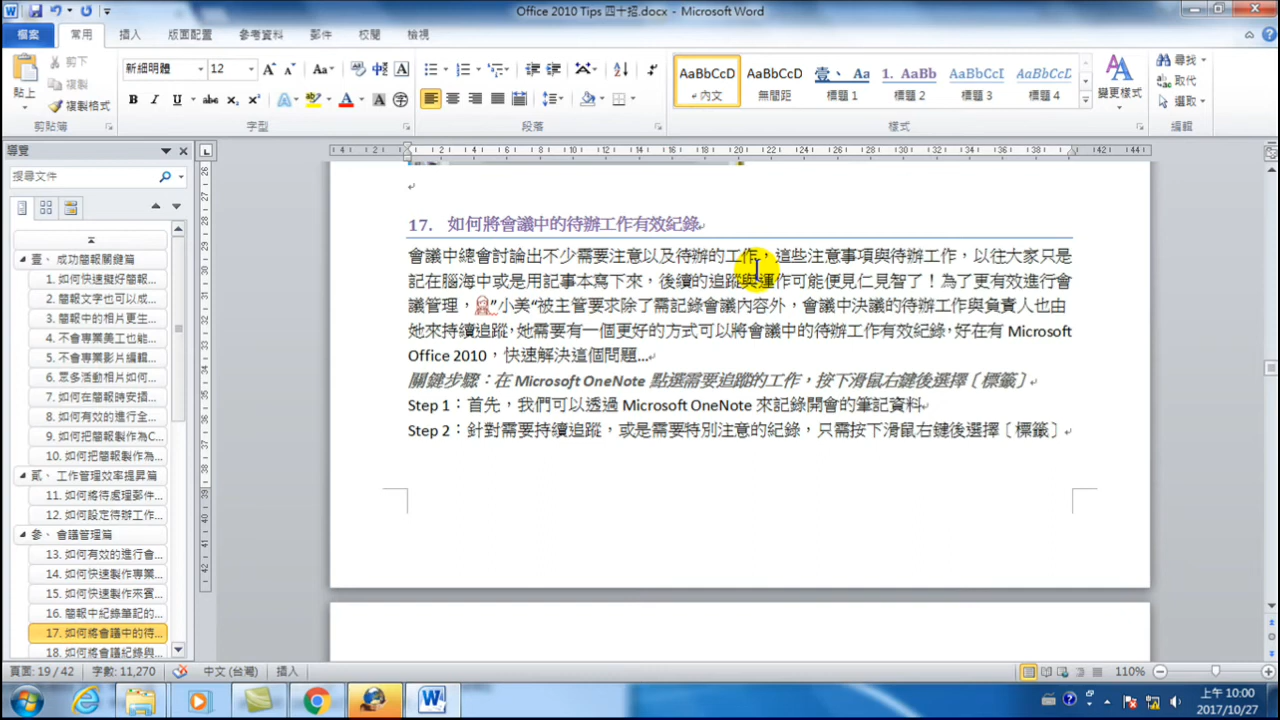 Office 2010 Tips 四十招.docx - Microsoft Word
檔案 常用 插入 版面配置 參考資料 郵件 校閱 檢視
貼上 剪下 複製 複製格式 剪貼簿
新細明體 12 字型
段落
AaBbCcD 內文 AaBbCcD 無間距 壹、 Aa 標題 1 1. AaBb 標題 2 AaBbCcI 標題 3 AaBbCcL 標題 4 變更樣式 樣式
尋找 取代 選取 編輯
導覽
搜尋文件
壹、 成功簡報關鍵篇
1. 如何快速擬好簡報...
2. 簡報文字也可以成...
3. 簡報中的相片更生...
4. 不會專業美工也能...
5. 不會專業影片編輯...
6. 眾多活動相片如何...
7. 如何在簡報時安插...
8. 如何有效的進行全...
9. 如何把簡報製作為C...
10. 如何把簡報製作為...
貳、 工作管理效率提昇篇
11. 如何將待處理郵件...
12. 如何設定待辦工作...
參、 會議管理篇
13. 如何有效的進行會...
14. 如何快速製作專業...
15. 如何快速製作來賓...
16. 簡報中紀錄筆記的...
17. 如何將會議中的待...
18. 如何將會議紀錄與...
17. 如何將會議中的待辦工作有效紀錄
會議中總會討論出不少需要注意以及待辦的工作，這些注意事項與待辦工作，以往大家只是
記在腦海中或是用記事本寫下來，後續的追蹤與運作可能便見仁見智了！為了更有效進行會
議管理，"小美"被主管要求除了需記錄會議內容外，會議中決議的待辦工作與負責人也由
她來持續追蹤，她需要有一個更好的方式可以將會議中的待辦工作有效紀錄，好在有 Microsoft
Office 2010，快速解決這個問題...
關鍵步驟：在 Microsoft OneNote 點選需要追蹤的工作，按下滑鼠右鍵後選擇〔標籤〕
Step 1：首先，我們可以透過 Microsoft OneNote 來記錄開會的筆記資料
Step 2：針對需要持續追蹤，或是需要特別注意的紀錄，只需按下滑鼠右鍵後選擇〔標籤〕
頁面: 19 / 42 字數: 11,270 中文 (台灣) 插入 110%
上午 10:00
2017/10/27